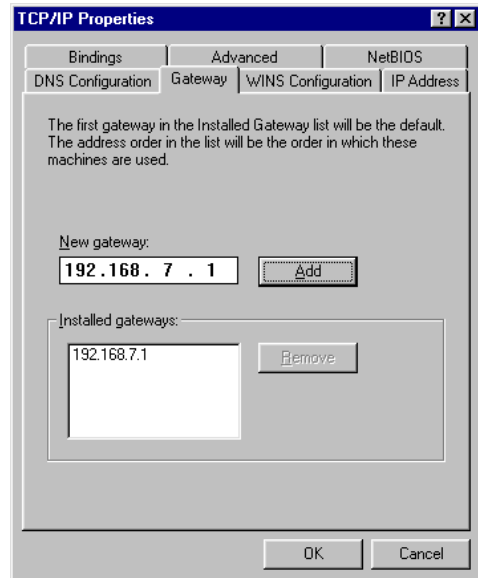 TCP/IP Properties
Bindings Advanced NetBIOS
DNS Configuration Gateway WINS Configuration IP Address
The first gateway in the Installed Gateway list will be the default.
The address order in the list will be the order in which these
machines are used.
New gateway:
192.168. 7 . 1 Add
Installed gateways:
192.168.7.1 Remove
OK Cancel